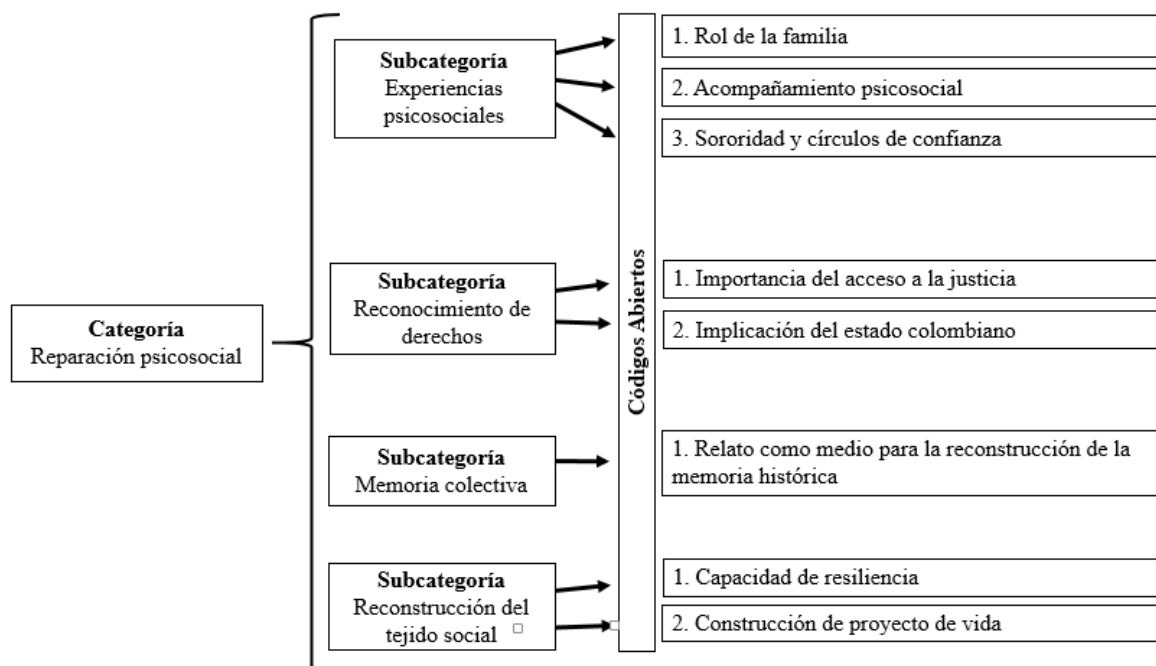 Categoría
Reparación psicosocial
Subcategoría
Experiencias
psicosociales
Subcategoría
Reconocimiento de
derechos
Subcategoría
Memoria colectiva
Subcategoría
Reconstrucción del
tejido social
Códigos Abiertos
1. Rol de la familia
2. Acompañamiento psicosocial
3. Sororidad y círculos de confíanza
1. Importancia del acceso a la justicia
2. Implicación del estado colombiano
1. Relato como medio para la reconstrucción de la
memoria histórica
1. Capacidad de resiliencia
2. Construcción de proyecto de vida